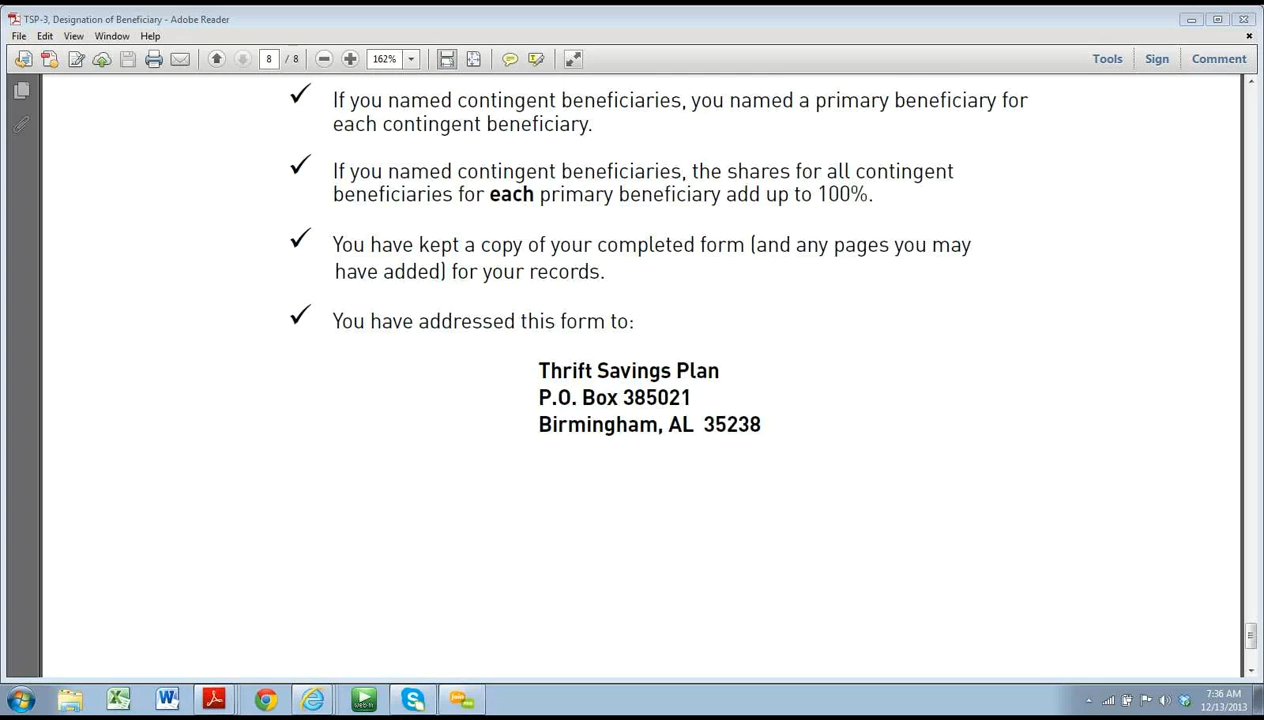 TSP-3, Designation of Beneficiary - Adobe Reader
File Edit View Window Help
8 / 8 162% Tools Sign Comment
✓ If you named contingent beneficiaries, you named a primary beneficiary for
each contingent beneficiary.
✓ If you named contingent beneficiaries, the shares for all contingent
beneficiaries for each primary beneficiary add up to 100%.
✓ You have kept a copy of your completed form (and any pages you may
have added) for your records.
✓ You have addressed this form to:
Thrift Savings Plan
P.O. Box 385021
Birmingham, AL 35238
7:36 AM
12/13/2013